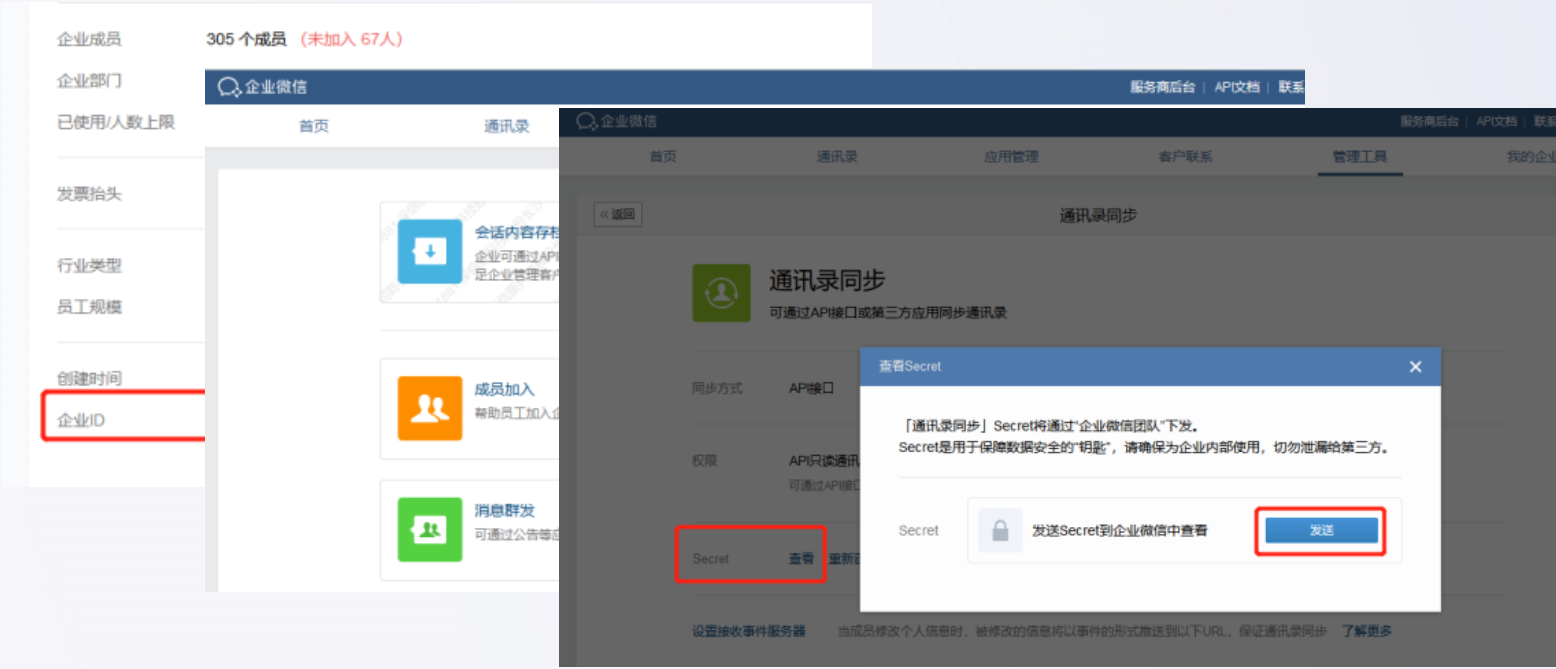 企业成员
305 个成员 （未加入 67人）
企业部门
已使用/人数上限
发票抬头
行业类型
员工规模
创建时间
企业ID
企业微信
服务商后台 | API文档 | 联系
首页
通讯录
会话内容存档
企业可通过API
足企业管理客户
成员加入
帮助员工加入企
消息群发
可通过公告等应
企业微信
服务商后台 | API文档 | 联系
首页
通讯录
应用管理
客户联系
管理工具
我的企业
« 返回
通讯录同步
通讯录同步
可通过API接口或第三方应用同步通讯录
同步方式
API接口
权限
API只读通讯
可通过API接口
Secret
查看
重新
设置接收事件服务器
当成员修改个人信息时，被修改的信息将以事件的形式推送到以下URL，保证通讯录同步
了解更多
查看Secret
「通讯录同步」Secret将通过“企业微信团队”下发。
Secret是用于保障数据安全的“钥匙”，请确保为企业内部使用，切勿泄漏给第三方。
Secret
发送Secret到企业微信中查看
发送